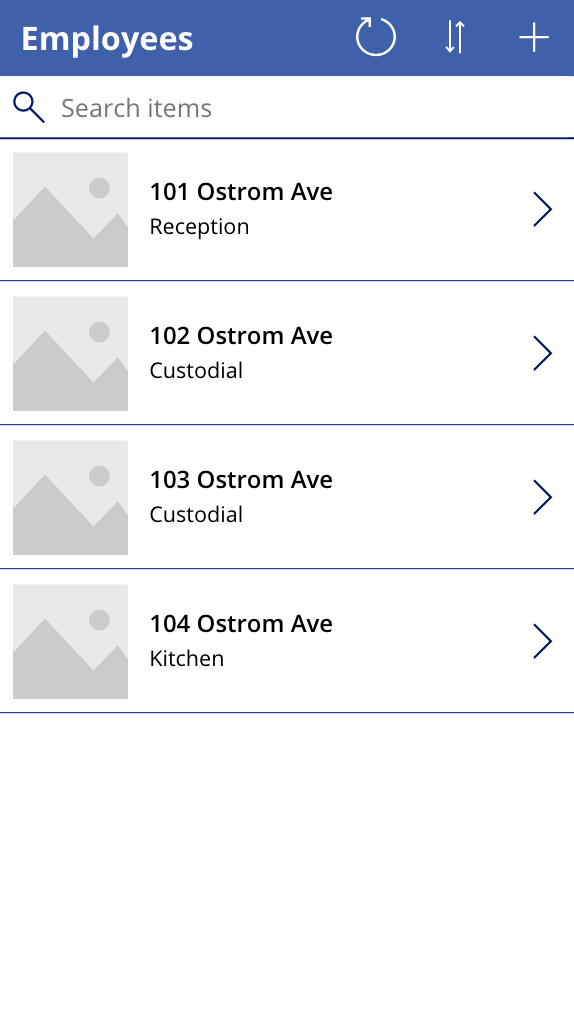 Employees
Search items
101 Ostrom Ave
Reception
102 Ostrom Ave
Custodial
103 Ostrom Ave
Custodial
104 Ostrom Ave
Kitchen